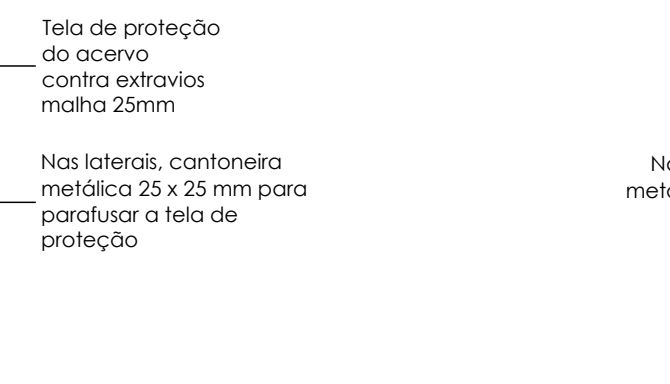 Tela de proteção
do acervo
contra extravios
malha 25mm
Nas laterais, cantoneira
metálica 25 x 25 mm para
parafusar a tela de
proteção